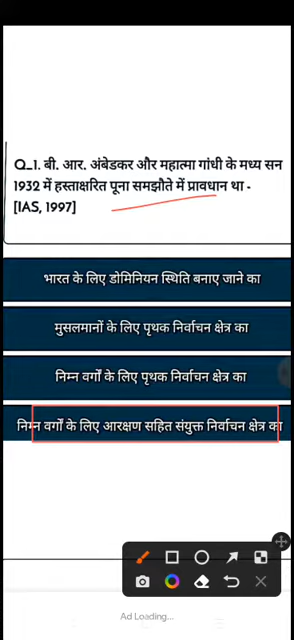 Q_1. बी. आर. अंबेडकर और महात्मा गांधी के मध्य सन
1932 में हस्ताक्षरित पूना समझौते में प्रावधान था -
[IAS, 1997]
भारत के लिए डोमिनियन स्थिति बनाए जाने का
मुसलमानों के लिए पृथक निर्वाचन क्षेत्र का
निम्न वर्गों के लिए पृथक निर्वाचन क्षेत्र का
निम्न वर्गों के लिए आरक्षण सहित संयुक्त निर्वाचन क्षेत्र का
Ad Loading...